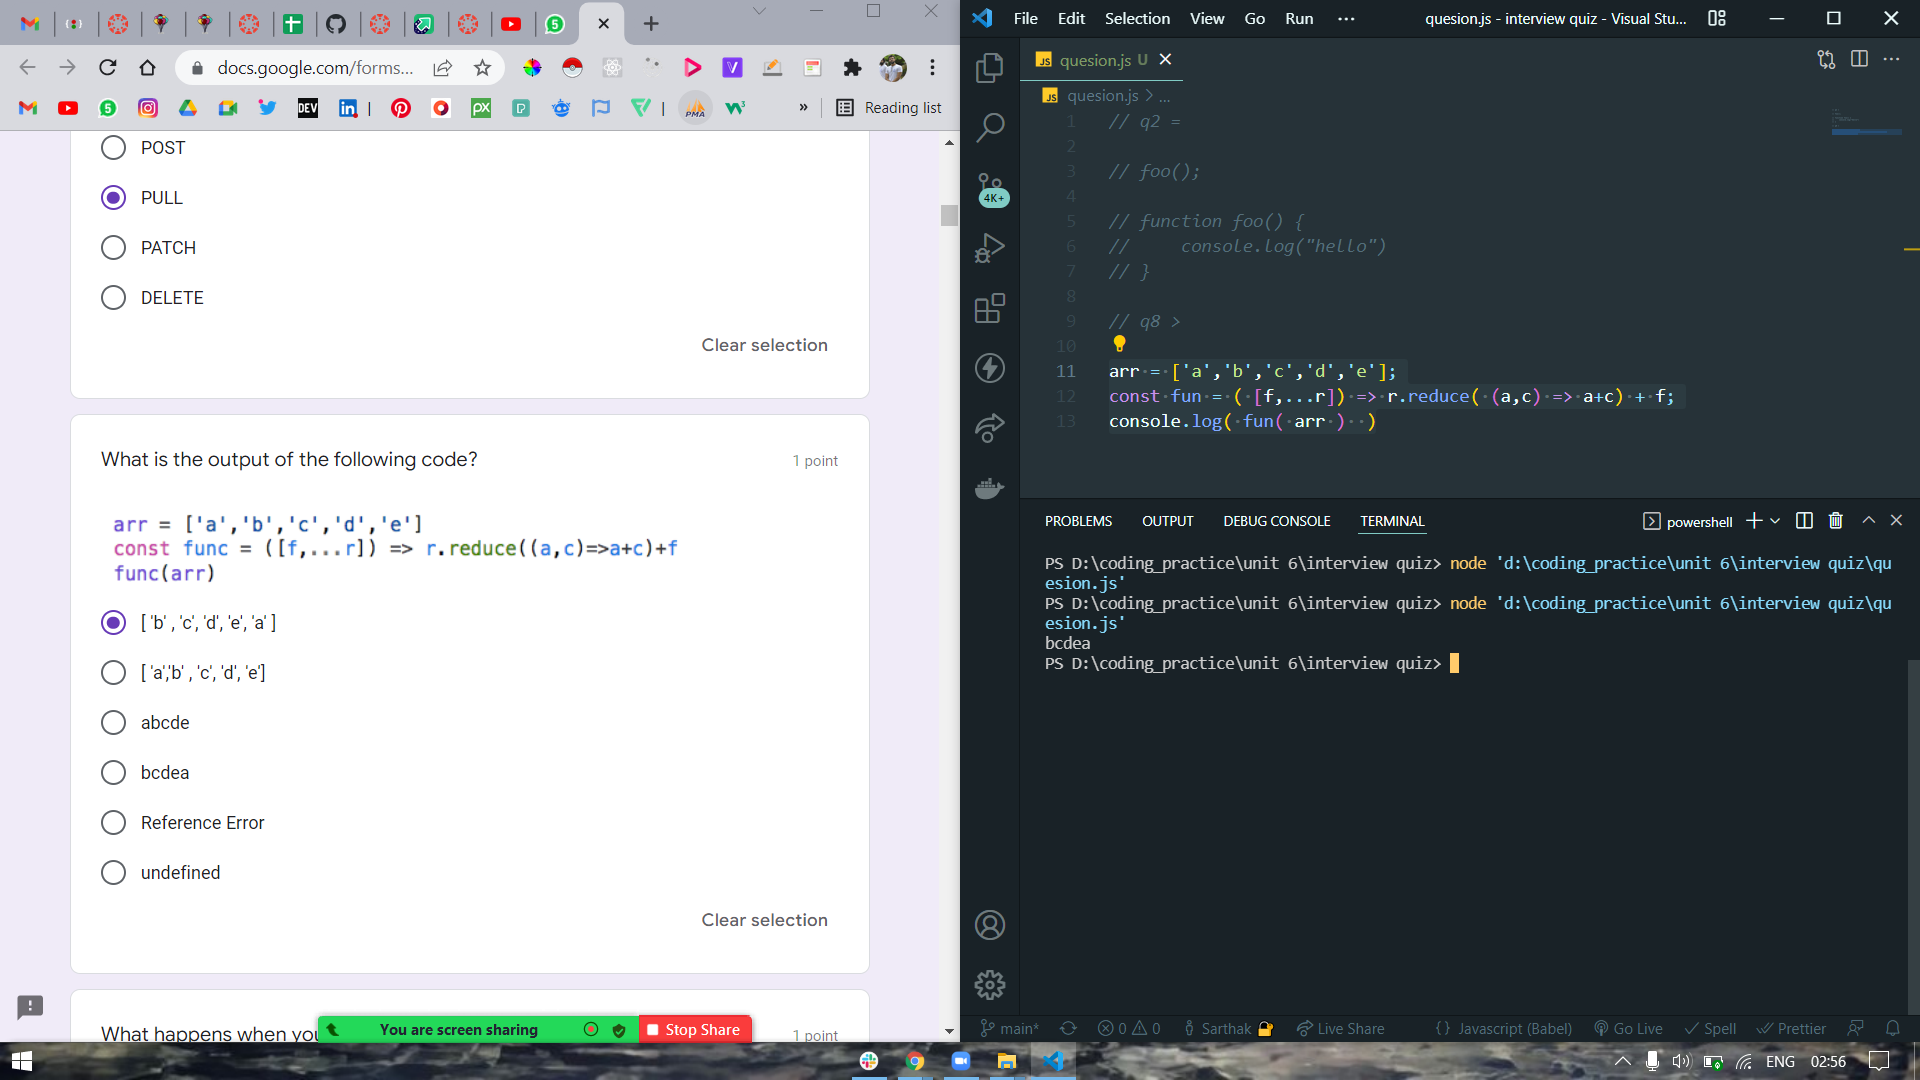 docs.google.com/forms...
Reading list
POST
PULL
PATCH
DELETE
Clear selection
What is the output of the following code?
1 point
arr = ['a','b','c','d','e']
const func = ([f,...r]) => r.reduce((a,c)=>a+c)+f
func(arr)
[ 'b' , 'c', 'd', 'e', 'a' ]
[ 'a','b' , 'c', 'd', 'e']
abcde
bcdea
Reference Error
undefined
Clear selection
What happens when you
1 point
You are screen sharing
Stop Share
File Edit Selection View Go Run ···
quesion.js - interview quiz - Visual Stu...
JS quesion.js U
JS quesion.js > ...
1 // q2 =
2
3 // foo();
4
5 // function foo() {
6 //     console.log("hello")
7 // }
8
9 // q8 >
10
11 arr = ['a','b','c','d','e'];
12 const fun = ( [f,...r]) => r.reduce( (a,c) => a+c) + f;
13 console.log( fun( arr )  )
4K+
PROBLEMS OUTPUT DEBUG CONSOLE TERMINAL
powershell
PS D:\coding_practice\unit 6\interview quiz> node 'd:\coding_practice\unit 6\interview quiz\qu
esion.js'
PS D:\coding_practice\unit 6\interview quiz> node 'd:\coding_practice\unit 6\interview quiz\qu
esion.js'
bcdea
PS D:\coding_practice\unit 6\interview quiz>
main* 0 0 Sarthak Live Share {} Javascript (Babel) Go Live Spell Prettier
ENG 02:56